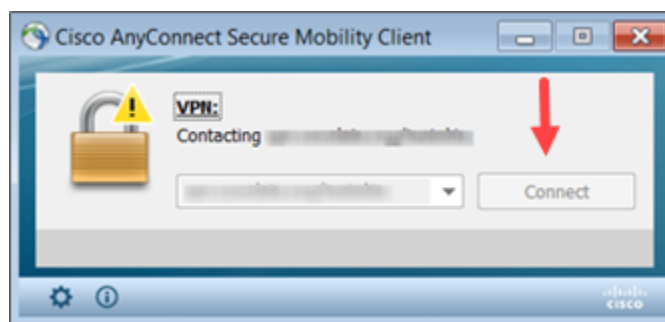 Cisco AnyConnect Secure Mobility Client
VPN:
Contacting
Connect
CISCO